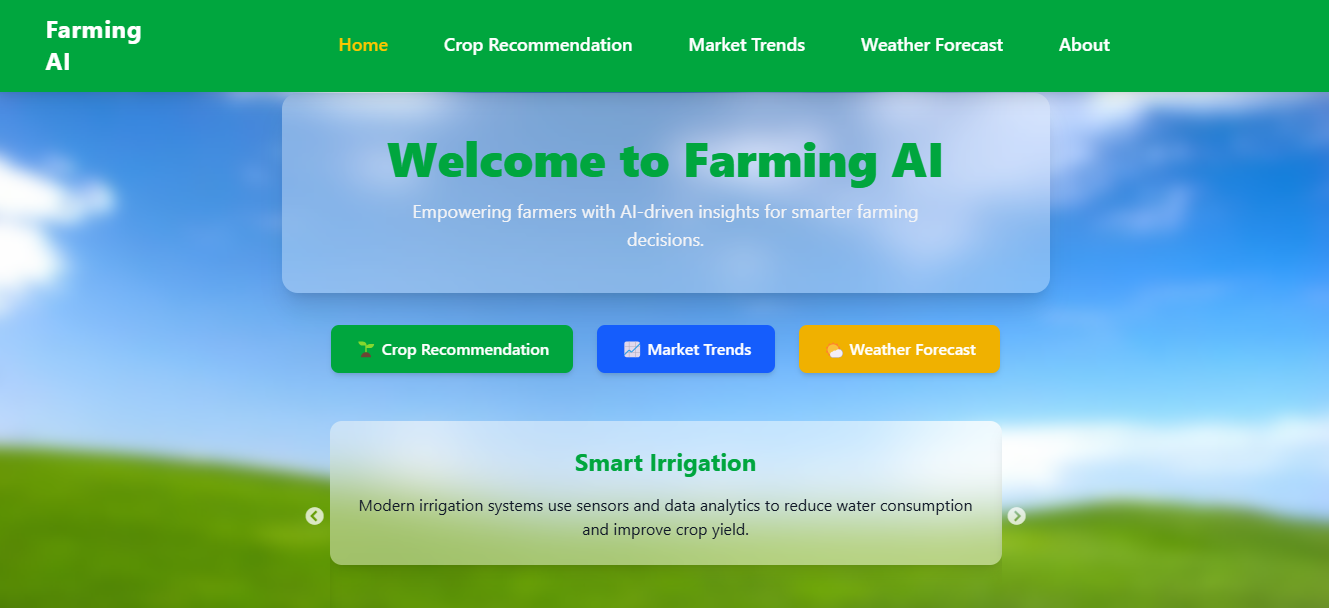 Farming
AI
Home
Crop Recommendation
Market Trends
Weather Forecast
About
Welcome to Farming AI
Empowering farmers with AI-driven insights for smarter farming
decisions.
Crop Recommendation
Market Trends
Weather Forecast
Smart Irrigation
Modern irrigation systems use sensors and data analytics to reduce water consumption
and improve crop yield.